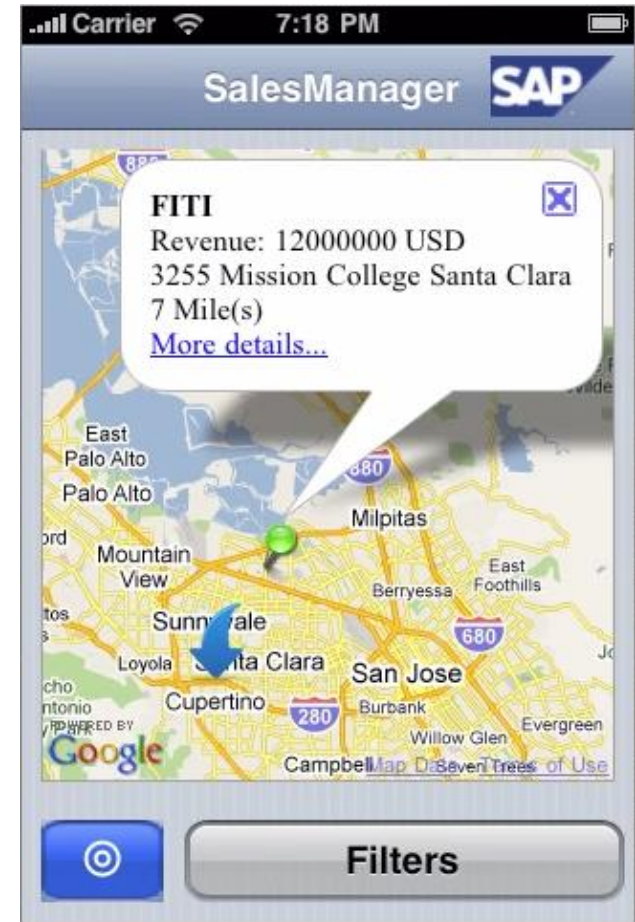 Carrier 7:18 PM
SalesManager SAP
880
FITI
Revenue: 12000000 USD
3255 Mission College Santa Clara
7 Mile(s)
More details...
East
Palo Alto
Palo Alto
880
Milpitas
Mountain
View
East
Foothills
Berryessa
680
Loyola
Clara
San Jose
Cupertino
280
Burbank
Willow Glen
Evergreen
POWERED BY
Google
Campbell
Seven Trees
of Use
Filters